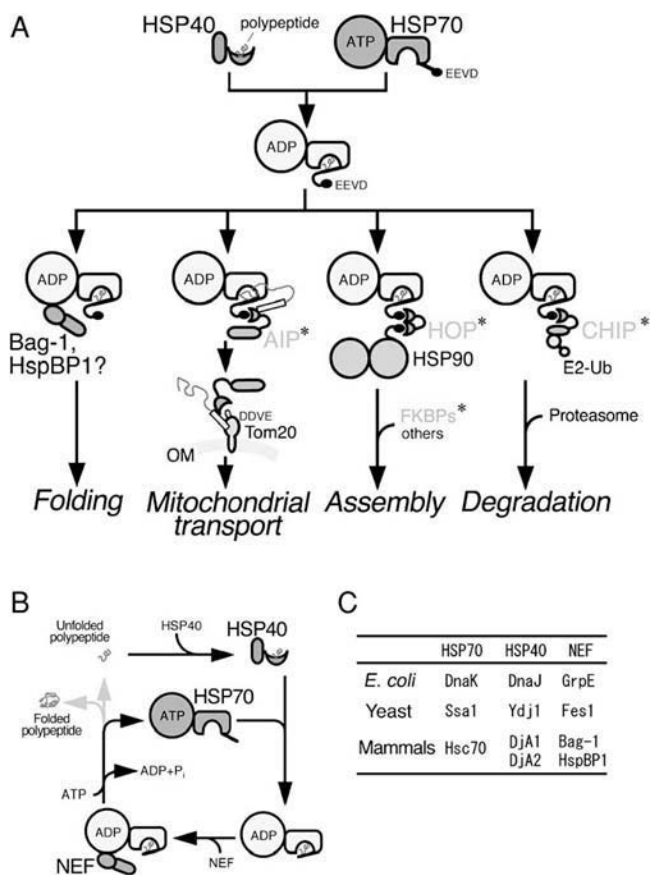 A
HSP40
polypeptide
HSP70
ATP
EEVD
ADP
EEVD
ADP
ADP
ADP
ADP
Bag-1,
HspBP1?
AIP*
HOP*
HSP90
CHIP*
E2-Ub
DDVE
Tom20
OM
FKBPs*
others
Proteasome
Folding
Mitochondrial
transport
Assembly
Degradation
B
Unfolded
polypeptide
HSP40
HSP40
Folded
polypeptide
HSP70
ATP
ADP+Pi
ATP
ADP
NEF
NEF
ADP
C
HSP70 HSP40 NEF
E. coli DnaK DnaJ GrpE
Yeast Ssa1 Ydj1 Fes1
Mammals Hsc70 DjA1 Bag-1
DjA2 HspBP1